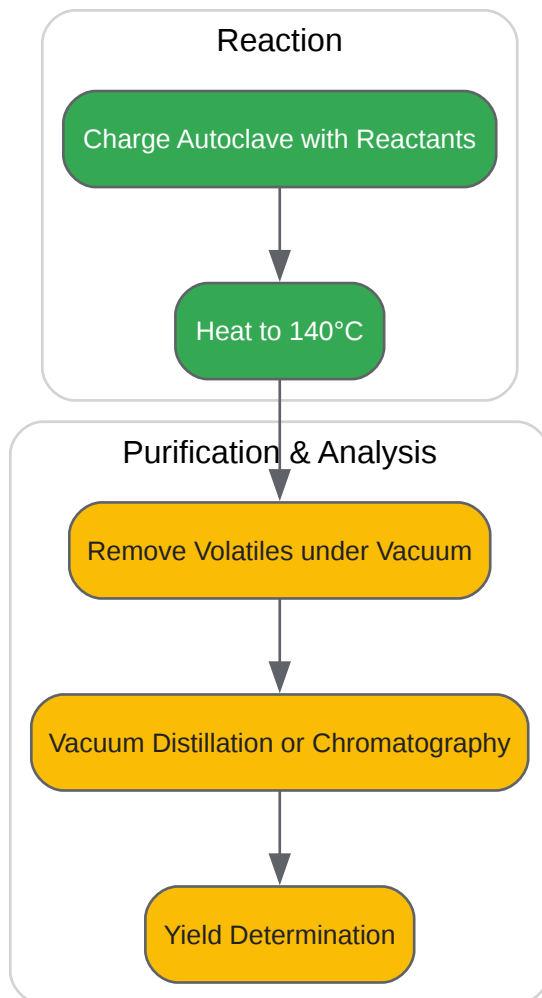 Reaction
Charge Autoclave with Reactants
Heat to 140°C
Purification & Analysis
Remove Volatiles under Vacuum
Vacuum Distillation or Chromatography
Yield Determination